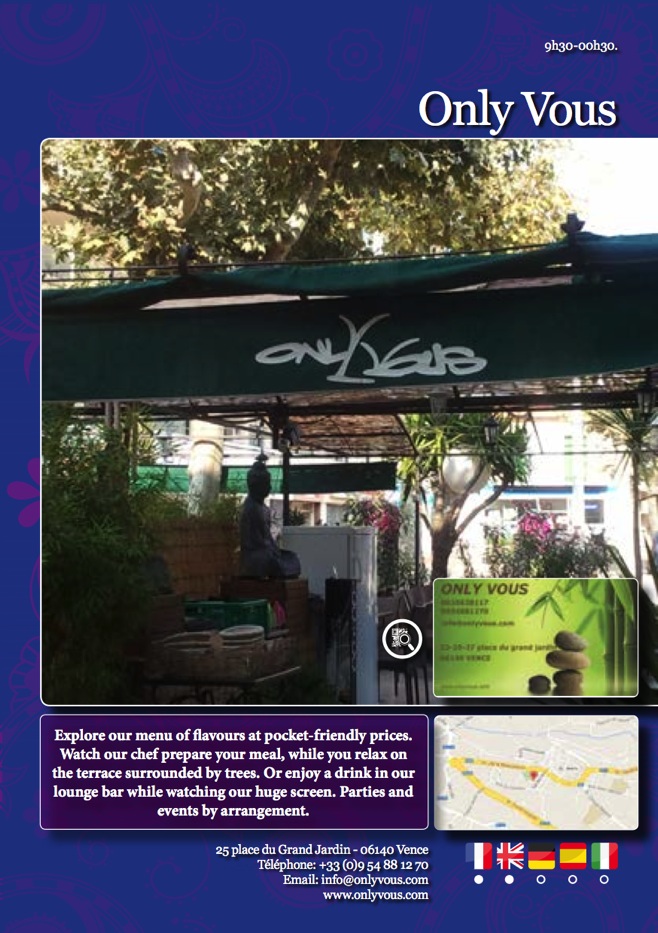 9h30-00h30.
Only Vous
ONLY VOUS
ONLY VOUS
info@onlyvous.com
place du grand jardin
06140 VENCE
Explore our menu of flavours at pocket-friendly prices.
Watch our chef prepare your meal, while you relax on
the terrace surrounded by trees. Or enjoy a drink in our
lounge bar while watching our huge screen. Parties and
events by arrangement.
25 place du Grand Jardin - 06140 Vence
Téléphone: +33 (0)9 54 88 12 70
Email: info@onlyvous.com
www.onlyvous.com